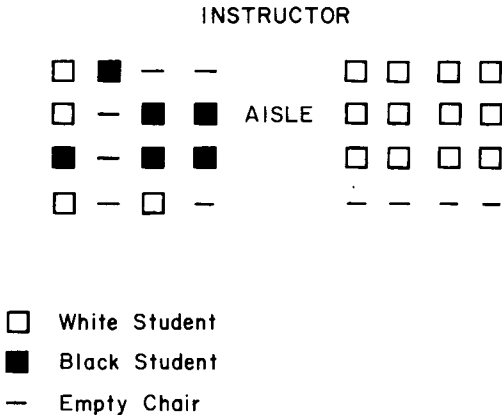 INSTRUCTOR
AISLE
White Student
Black Student
Empty Chair